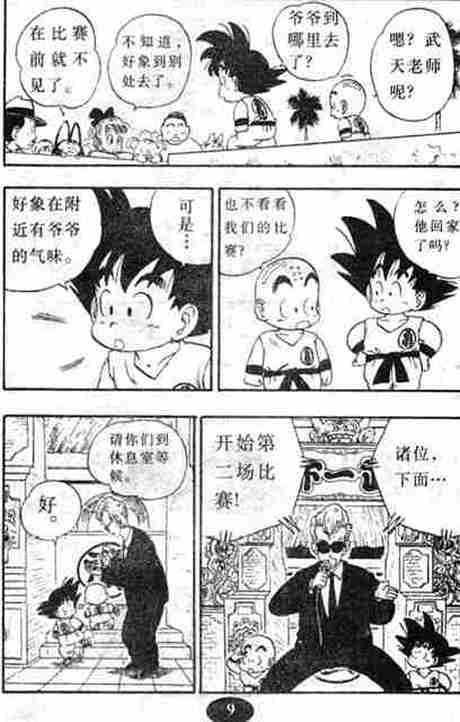 嗯？武
天老师
呢？
爷爷到
哪里去
了？
不知道，
好象到别
处去了。
在比赛
前就不
见了。
怎么？
他回家
了吗？
也不看看
我们的比
赛？
可
是…
好象在附
近有爷爷
的气味。
诸位，
下面…
开始第
二场比
赛！
请你们到
休息室等
候。
好。
9